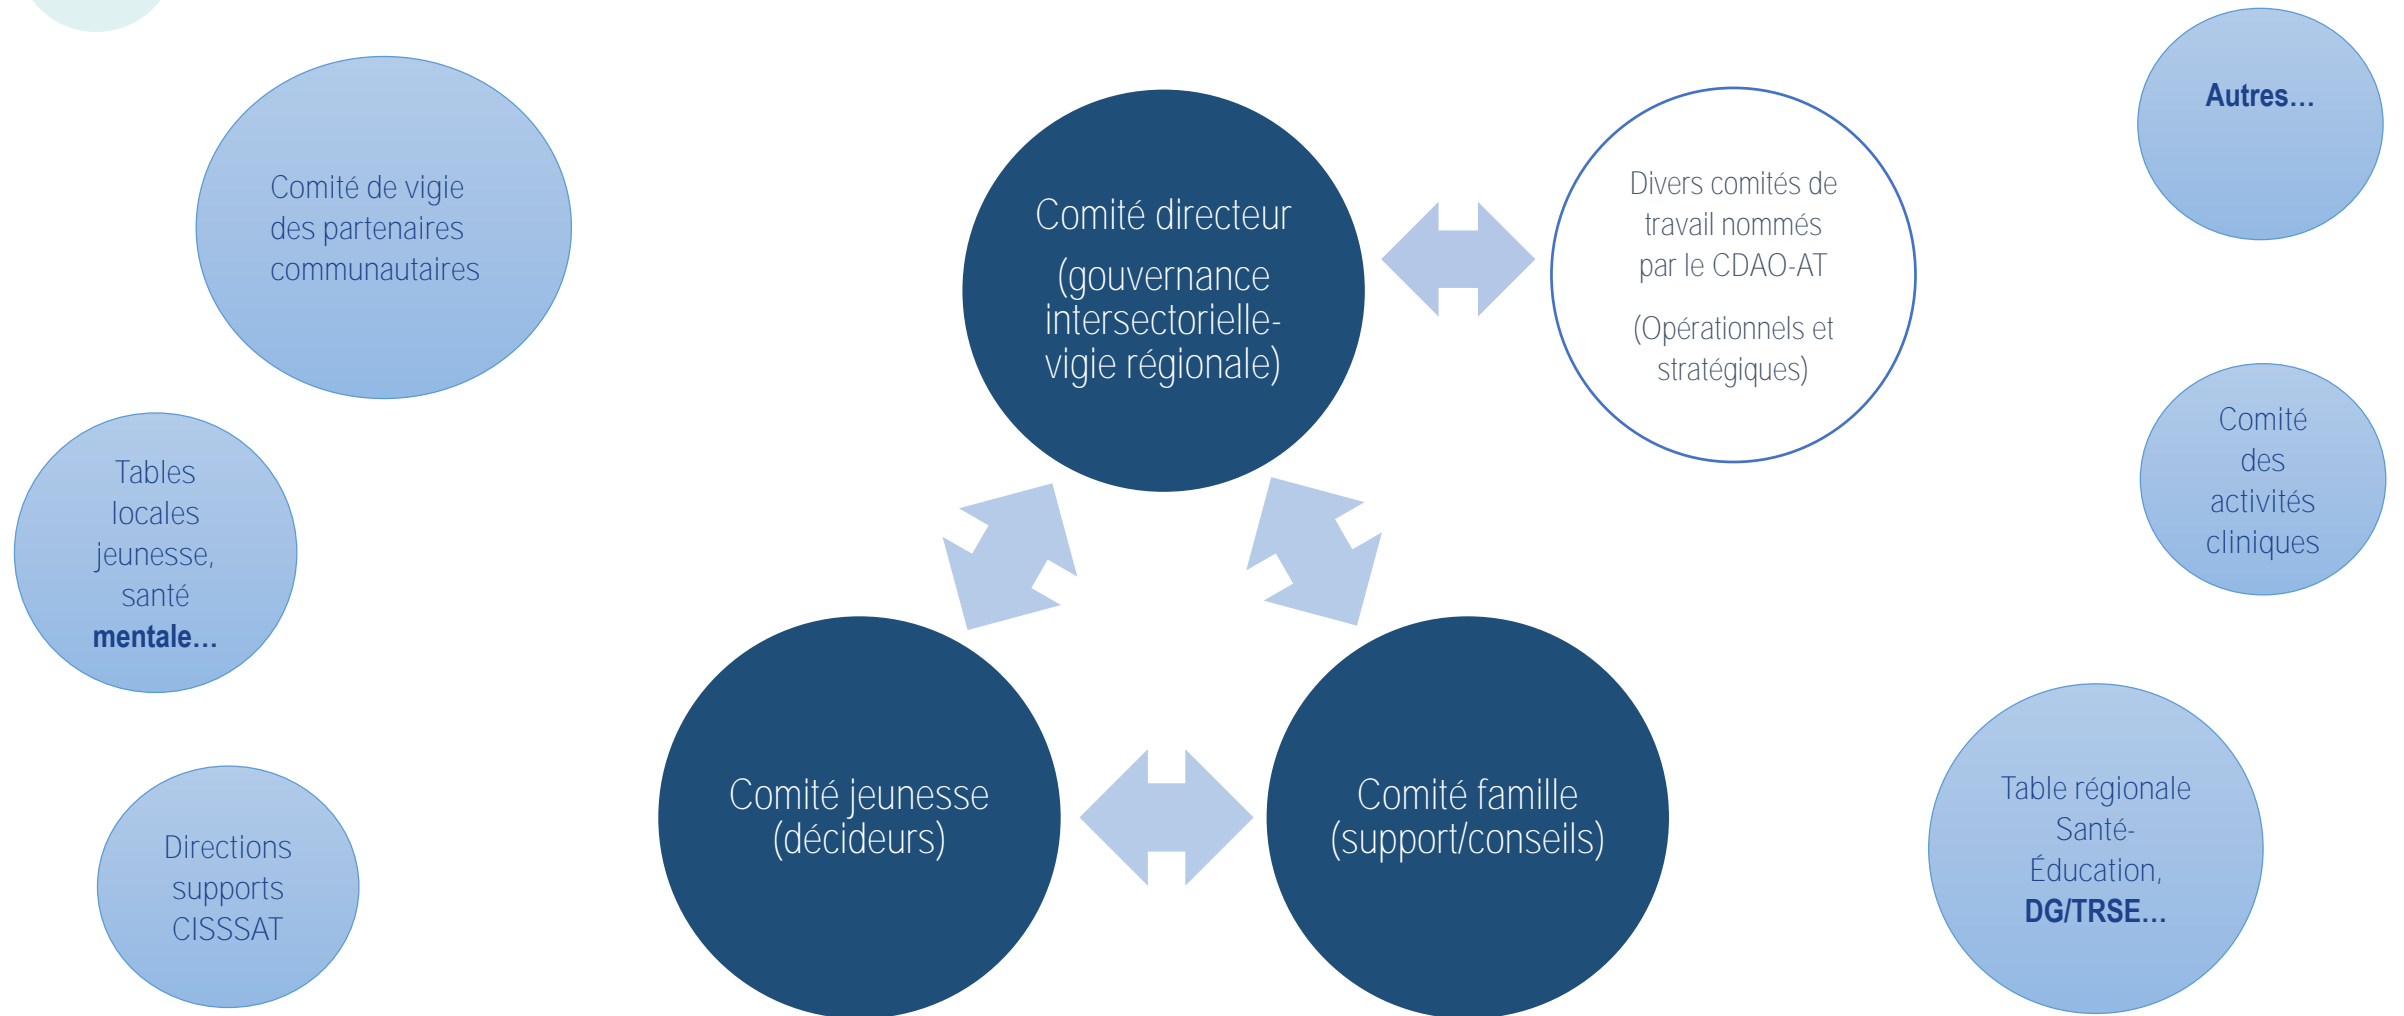 Comité de vigie
des partenaires
communautaires
Tables
locales
jeunesse,
santé
mentale…
Directions
supports
CISSSAT
Comité directeur
(gouvernance
intersectorielle-
vigie régionale)
Divers comités de
travail nommés
par le CDAO-AT
(Opérationnels et
stratégiques)
Comité jeunesse
(décideurs)
Comité famille
(support/conseils)
Autres…
Comité
des
activités
cliniques
Table régionale
Santé-
Éducation,
DG/TRSE…